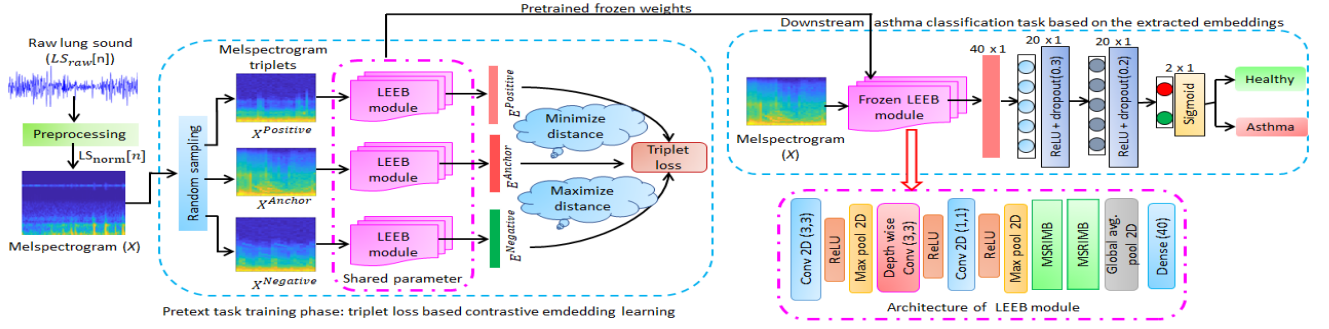 Pretrained frozen weights
Raw lung sound
(LS_raw[n])
Preprocessing
LS_norm[n]
Melspectrogram (X)
Random sampling
Melspectrogram
triplets
X^Positive
X^Anchor
X^Negative
LEEB
module
LEEB
module
LEEB
module
Shared parameter
E^Positive
E^Anchor
E^Negative
Minimize
distance
Maximize
distance
Triplet
loss
Pretext task training phase: triplet loss based contrastive emdedding learning
Downstream asthma classification task based on the extracted embeddings
Melspectrogram
(X)
Frozen LEEB
module
40 x 1
20 x 1
ReLU + dropout(0.3)
20 x 1
ReLU + dropout(0.2)
2 x 1
Sigmoid
Healthy
Asthma
Conv 2D (3,3)
ReLU
Max pool 2D
Depth wise
Conv (3,3)
ReLU
Conv 2D (1,1)
ReLU
Max pool 2D
MSRIMB
MSRIMB
Global avg.
pool 2D
Dense (40)
Architecture of LEEB module